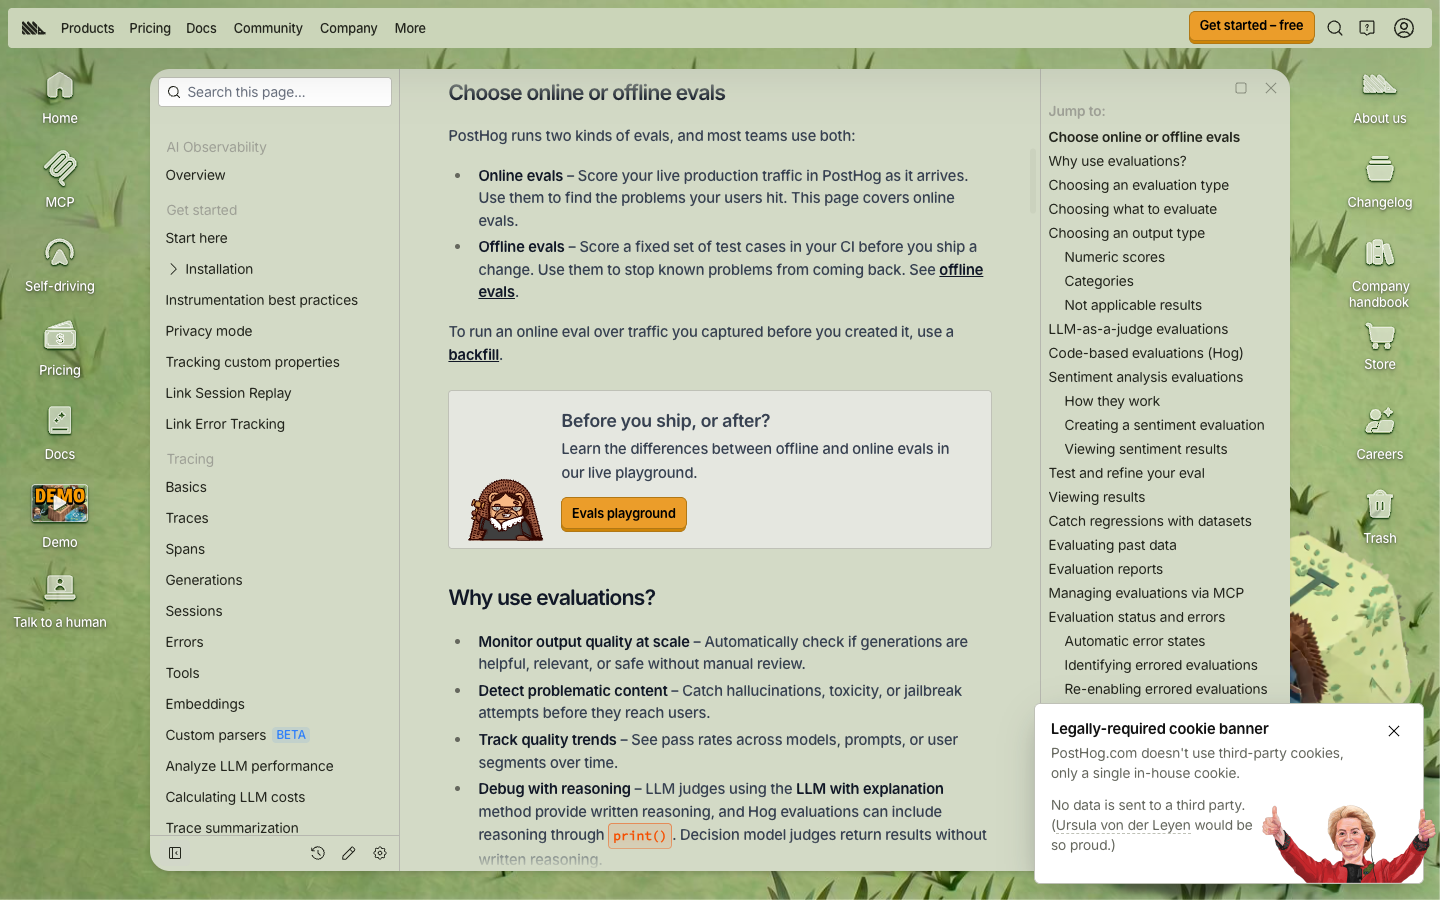 Products Pricing Docs Community Company More
Get started – free
Home
MCP
Self-driving
Pricing
Docs
DEMO
Demo
Talk to a human
Search this page...
AI Observability
Overview
Get started
Start here
Installation
Instrumentation best practices
Privacy mode
Tracking custom properties
Link Session Replay
Link Error Tracking
Tracing
Basics
Traces
Spans
Generations
Sessions
Errors
Tools
Embeddings
Custom parsers BETA
Analyze LLM performance
Calculating LLM costs
Trace summarization
Choose online or offline evals
PostHog runs two kinds of evals, and most teams use both:
• Online evals – Score your live production traffic in PostHog as it arrives.
Use them to find the problems your users hit. This page covers online
evals.
• Offline evals – Score a fixed set of test cases in your CI before you ship a
change. Use them to stop known problems from coming back. See offline
evals.
To run an online eval over traffic you captured before you created it, use a
backfill.
Before you ship, or after?
Learn the differences between offline and online evals in
our live playground.
Evals playground
Why use evaluations?
• Monitor output quality at scale – Automatically check if generations are
helpful, relevant, or safe without manual review.
• Detect problematic content – Catch hallucinations, toxicity, or jailbreak
attempts before they reach users.
• Track quality trends – See pass rates across models, prompts, or user
segments over time.
• Debug with reasoning – LLM judges using the LLM with explanation
method provide written reasoning, and Hog evaluations can include
reasoning through print(). Decision model judges return results without
written reasoning.
Jump to:
Choose online or offline evals
Why use evaluations?
Choosing an evaluation type
Choosing what to evaluate
Choosing an output type
Numeric scores
Categories
Not applicable results
LLM-as-a-judge evaluations
Code-based evaluations (Hog)
Sentiment analysis evaluations
How they work
Creating a sentiment evaluation
Viewing sentiment results
Test and refine your eval
Viewing results
Catch regressions with datasets
Evaluating past data
Evaluation reports
Managing evaluations via MCP
Evaluation status and errors
Automatic error states
Identifying errored evaluations
Re-enabling errored evaluations
About us
Changelog
Company
handbook
Store
Careers
Trash
Legally-required cookie banner
PostHog.com doesn't use third-party cookies,
only a single in-house cookie.
No data is sent to a third party.
(Ursula von der Leyen would be
so proud.)